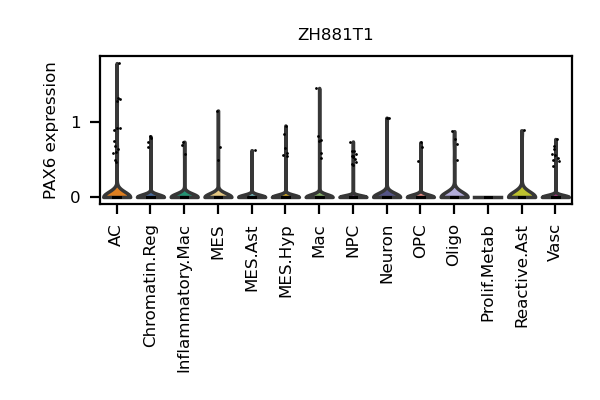 ZH881T1
PAX6 expression
1
0
AC
Chromatin.Reg
Inflammatory.Mac
MES
MES.Ast
MES.Hyp
Mac
NPC
Neuron
OPC
Oligo
Prolif.Metab
Reactive.Ast
Vasc